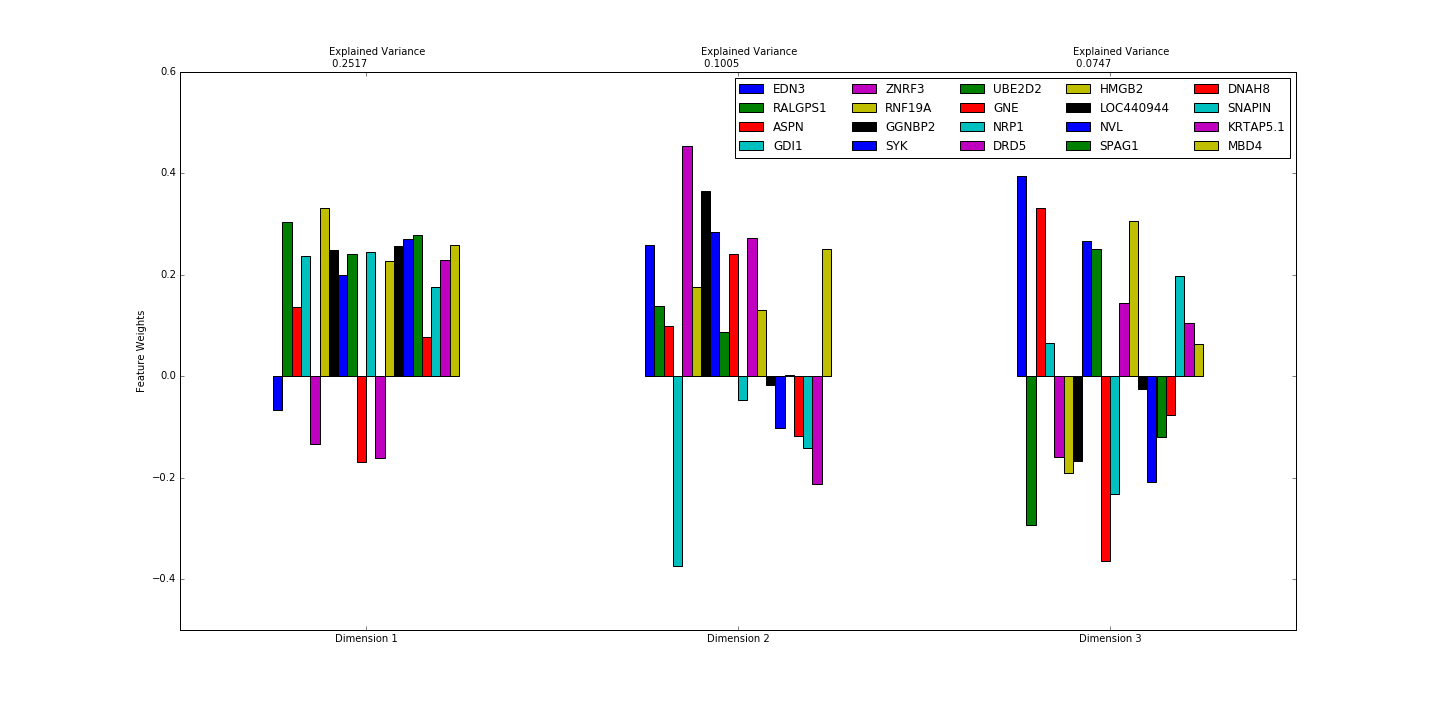 Explained Variance
0.2517
Explained Variance
0.1005
Explained Variance
0.0747
0.6
0.4
0.2
0.0
−0.2
−0.4
Feature Weights
EDN3 ZNRF3 UBE2D2 HMGB2 DNAH8
RALGPS1 RNF19A GNE LOC440944 SNAPIN
ASPN GGNBP2 NRP1 NVL KRTAP5.1
GDI1 SYK DRD5 SPAG1 MBD4
Dimension 1
Dimension 2
Dimension 3